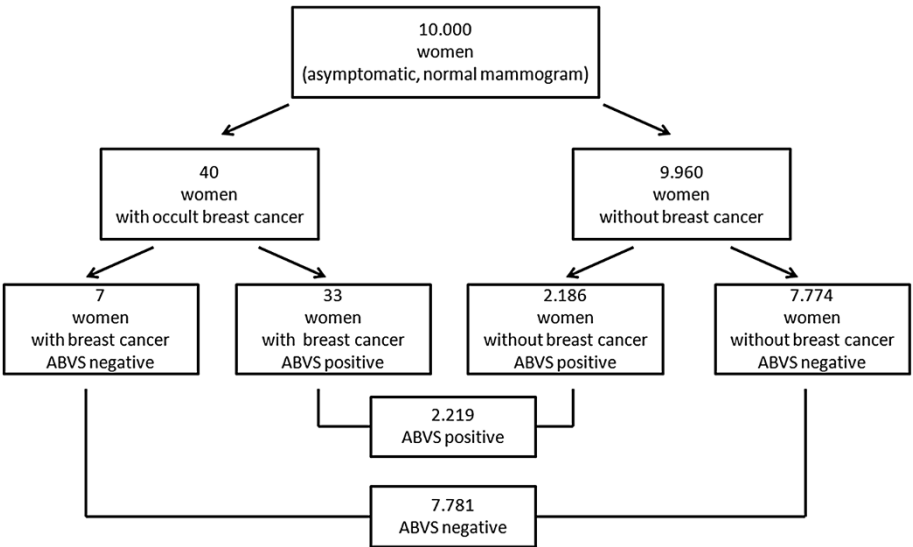 10.000
women
(asymptomatic, normal mammogram)
40
women
with occult breast cancer
9.960
women
without breast cancer
7
women
with breast cancer
ABVS negative
33
women
with breast cancer
ABVS positive
2.186
women
without breast cancer
ABVS positive
7.774
women
without breast cancer
ABVS negative
2.219
ABVS positive
7.781
ABVS negative